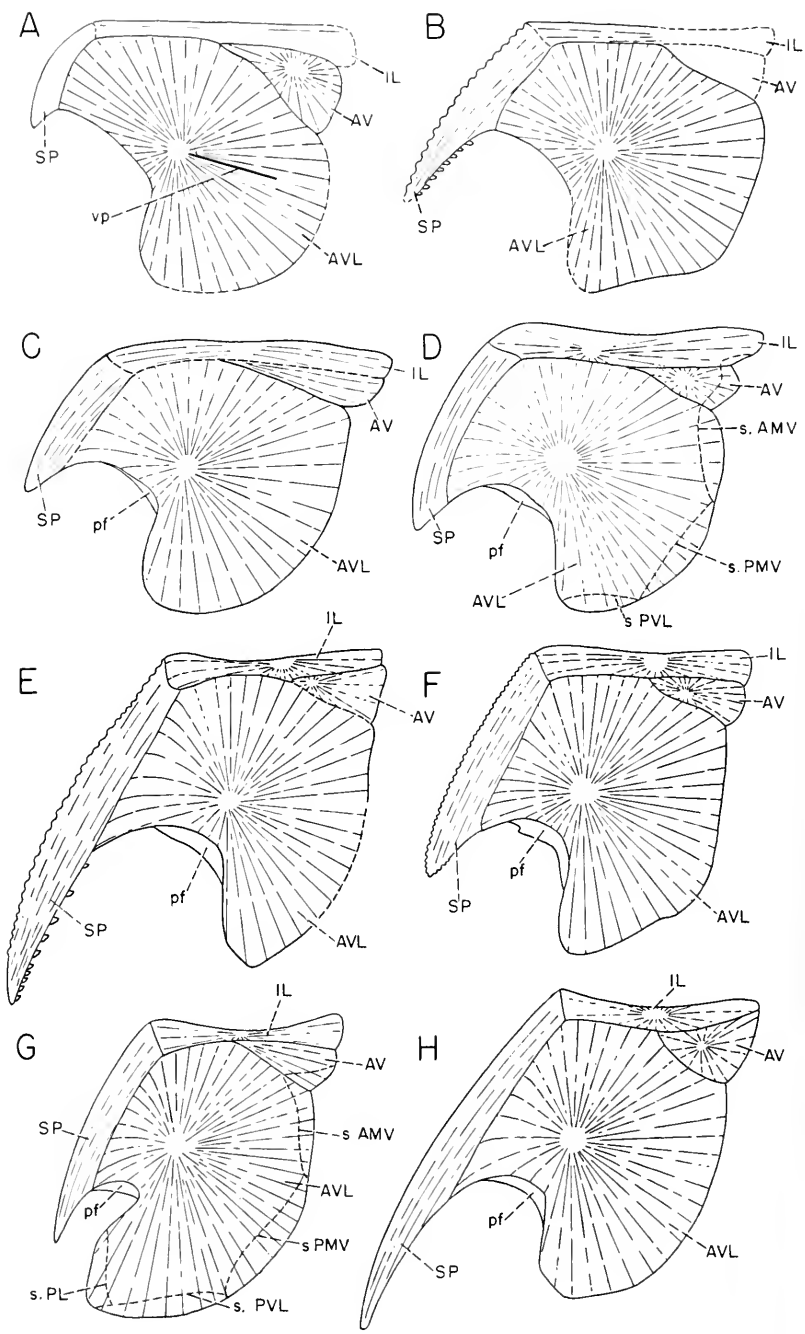 A
IL
AV
SP
vp
AVL
B
IL
AV
SP
AVL
C
IL
AV
SP
pf
AVL
D
IL
AV
s. AMV
SP
pf
s. PMV
AVL
s PVL
E
IL
AV
pf
SP
AVL
F
IL
AV
pf
SP
AVL
G
IL
AV
SP
s AMV
AVL
pf
s PMV
s. PL
s. PVL
H
IL
AV
pf
AVL
SP